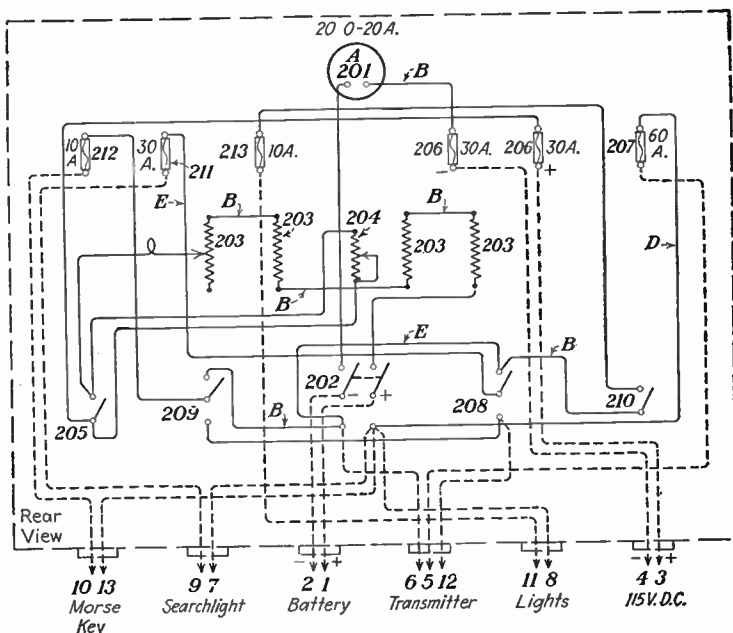 20 0-20A.
A
201
B
10
A
212
30
A.
211
213
10A.
206
30A.
206
30A.
207
60
A.
-
+
E
B
203
203
204
B
203
203
D
B
E
B
202
-
+
205
209
B
208
210
Rear
View
-
+
-
+
10 13
9 7
2 1
6 5 12
11 8
4 3
Morse
Key
Searchlight
Battery
Transmitter
Lights
115V.D.C.